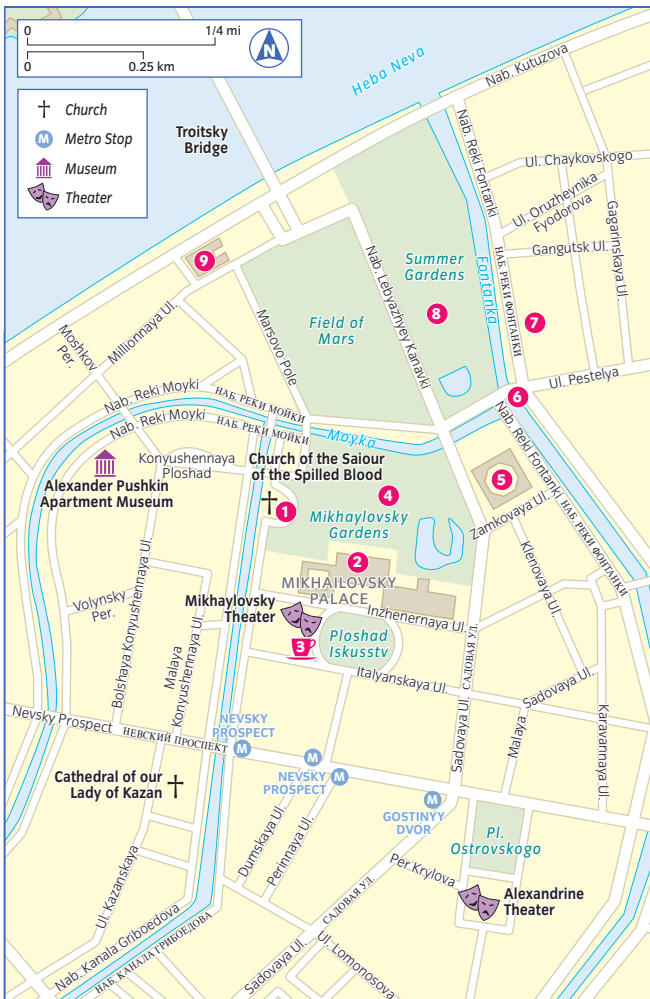 0
1/4 mi
0
0.25 km
N
Church
M
Metro Stop
Museum
Theater
Heba Neva
Troitsky
Bridge
Nab. Kutuzova
Nab. Reki Fontanki
Ul. Chaykovskogo
Ul. Oruzheynika
Fyodorova
Gagarinskaya Ul.
Gangutsk Ul.
НАБ. РЕКИ ФОНТАНКИ
Fontanka
Summer
Gardens
9
8
7
Field of
Mars
Nab. Lebyazhyey Kanavki
Marsovo Pole
Millionnaya Ul.
Moshkov
Per.
Ul. Pestelya
6
Nab. Reki Moyki
НАБ. РЕКИ МОЙКИ
Nab. Reki Moyki
НАБ. РЕКИ МОЙКИ
Moyka
Nab. Reki Fontanki
НАБ. РЕКИ ФОНТАНКИ
Konyushennaya
Ploshad
Church of the Saiour
of the Spilled Blood
Alexander Pushkin
Apartment Museum
1
4
5
Mikhaylovsky
Gardens
Zamkovaya Ul.
Klenovaya Ul.
2
MIKHAILOVSKY
PALACE
Mikhaylovsky
Theater
Inzhenernaya Ul.
3
Ploshad
Iskusstv
Volynsky
Per.
Bolshaya Konyushennaya Ul.
Malaya
Konyushennaya Ul.
Italyanskaya Ul.
САДОВАЯ УЛ.
Sadovaya Ul.
Malaya
Sadovaya Ul.
Karavannaya Ul.
Nevsky Prospect
НЕВСКИЙ ПРОСПЕКТ
NEVSKY
PROSPECT
M
M
NEVSKY
PROSPECT
M
M
GOSTINYY
DVOR
Cathedral of our
Lady of Kazan
Dumskaya Ul.
Perinnaya Ul.
Pl.
Ostrovskogo
Per.Krylova
Alexandrine
Theater
Ul. Kazanskaya
САДОВАЯ УЛ.
Sadovaya Ul.
Ul. Lomonosova
Nab. Kanala Griboedova
НАБ. КАНАЛА ГРИБОЕДОВА